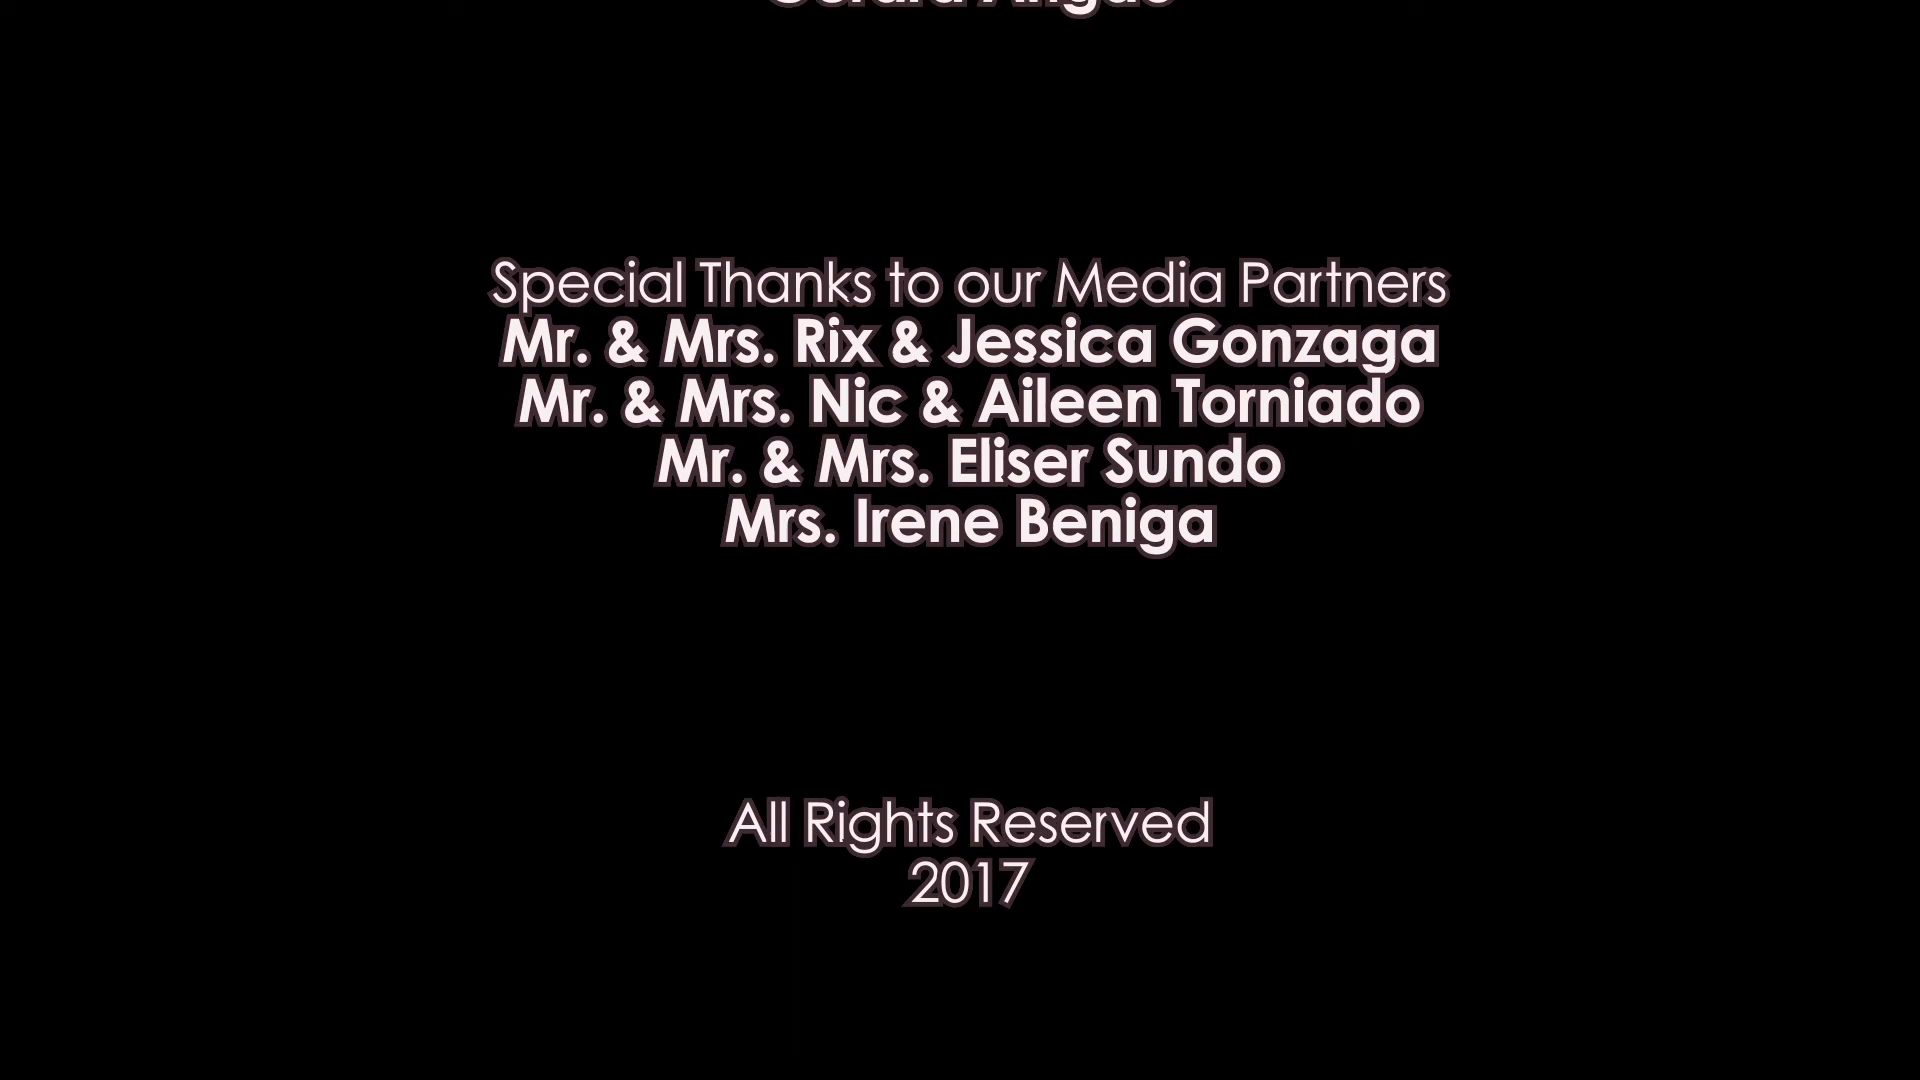 Special Thanks to our Media Partners
Mr. & Mrs. Rix & Jessica Gonzaga
Mr. & Mrs. Nic & Aileen Torniado
Mr. & Mrs. Eliser Sundo
Mrs. Irene Beniga
All Rights Reserved
2017